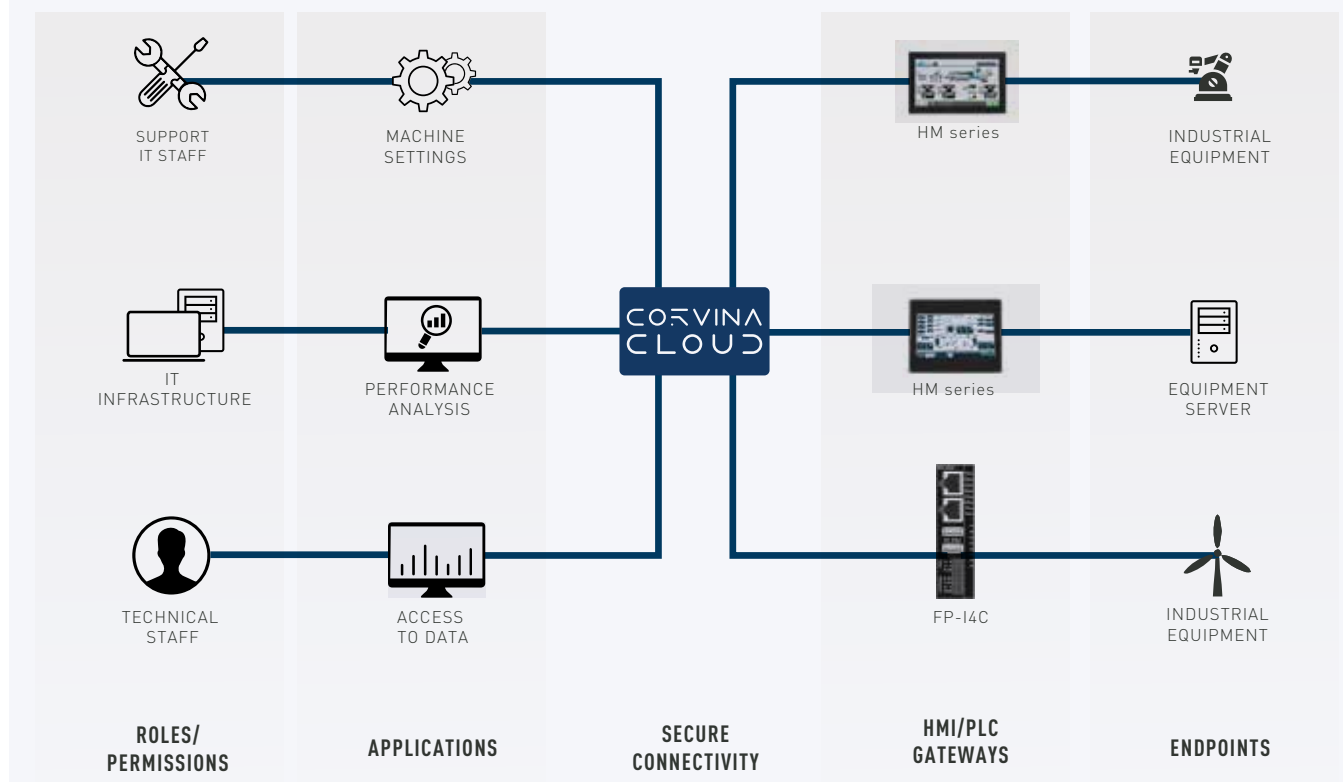 SUPPORT
IT STAFF
MACHINE
SETTINGS
HM series
INDUSTRIAL
EQUIPMENT
CORVINA
CLOUD
IT
INFRASTRUCTURE
PERFORMANCE
ANALYSIS
HM series
EQUIPMENT
SERVER
TECHNICAL
STAFF
ACCESS
TO DATA
FP-I4C
INDUSTRIAL
EQUIPMENT
ROLES/
PERMISSIONS
APPLICATIONS
SECURE
CONNECTIVITY
HMI/PLC
GATEWAYS
ENDPOINTS